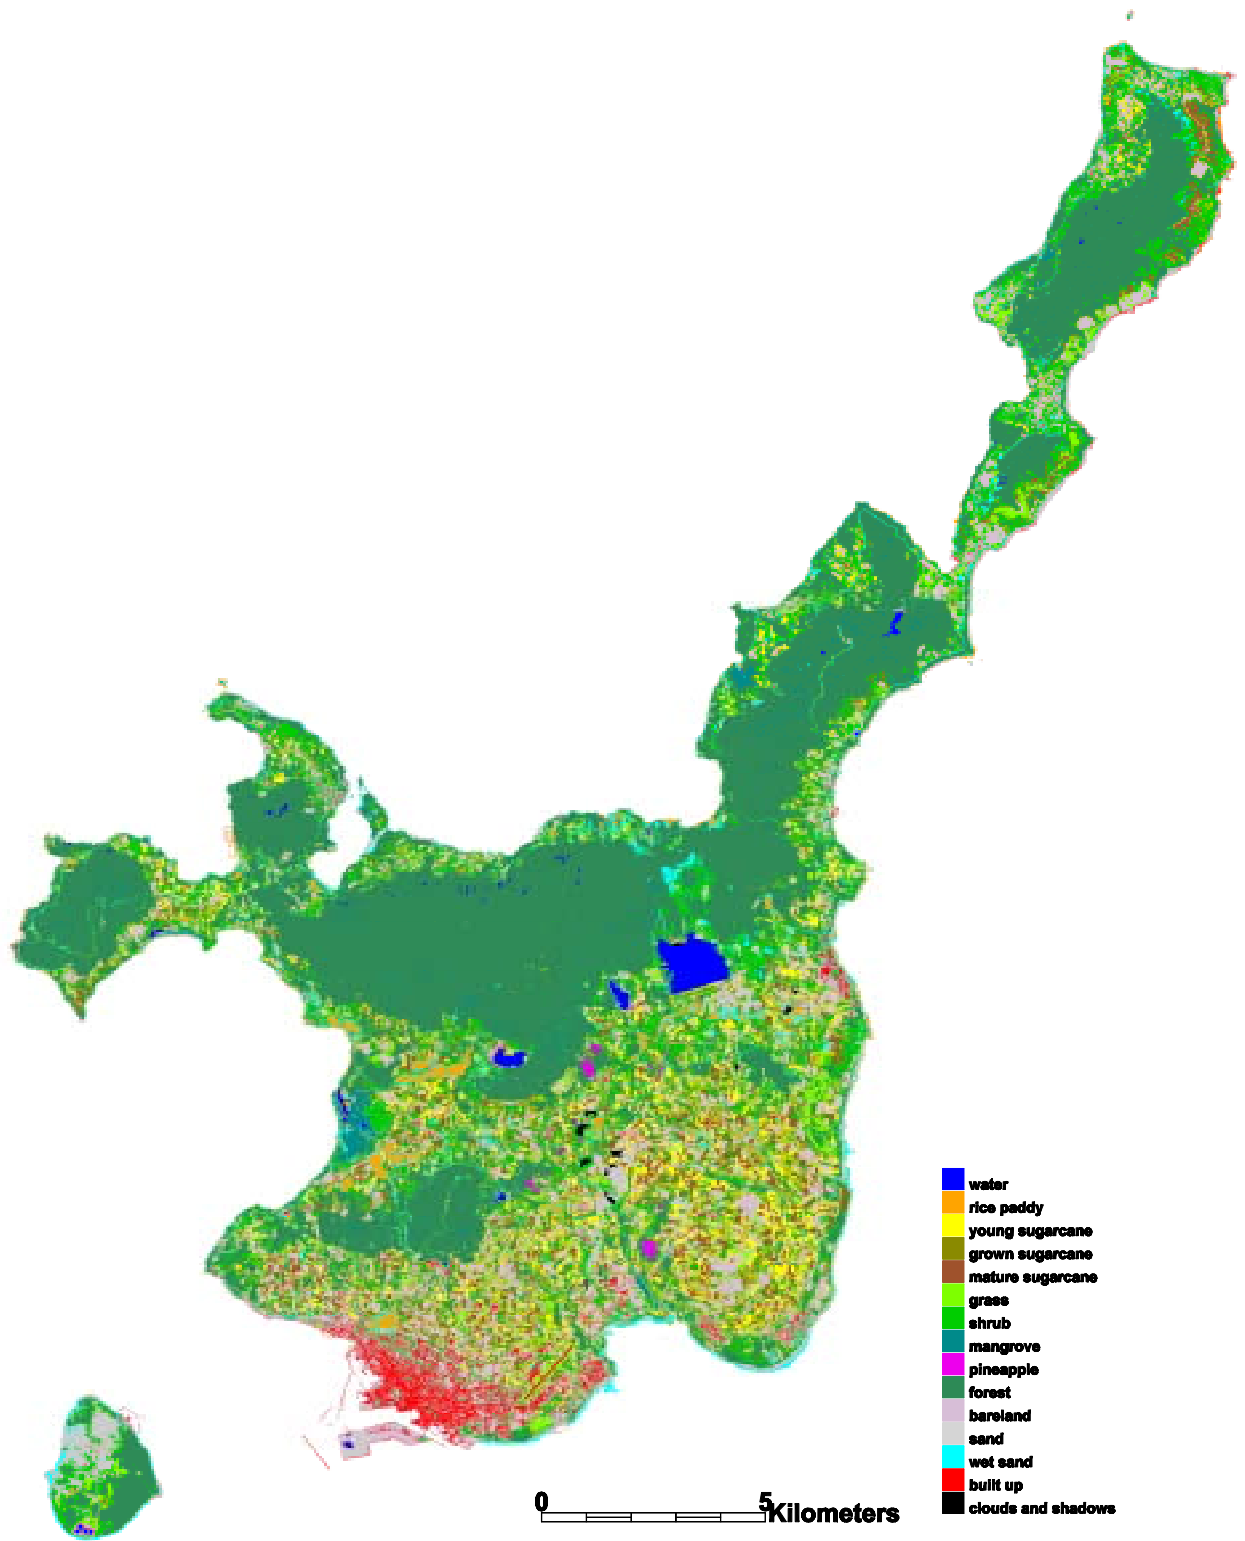 water
rice paddy
young sugarcane
grown sugarcane
mature sugarcane
grass
shrub
mangrove
pineapple
forest
bareland
sand
wet sand
built up
clouds and shadows
0 5 Kilometers